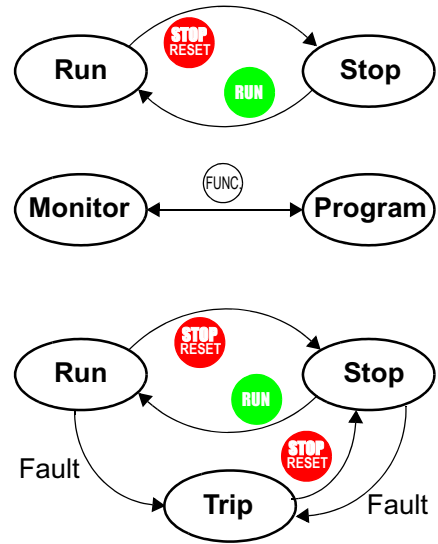 STOP
RESET
Run
Stop
RUN
FUNC.
Monitor
Program
STOP
RESET
Run
Stop
RUN
STOP
RESET
Fault
Trip
Fault